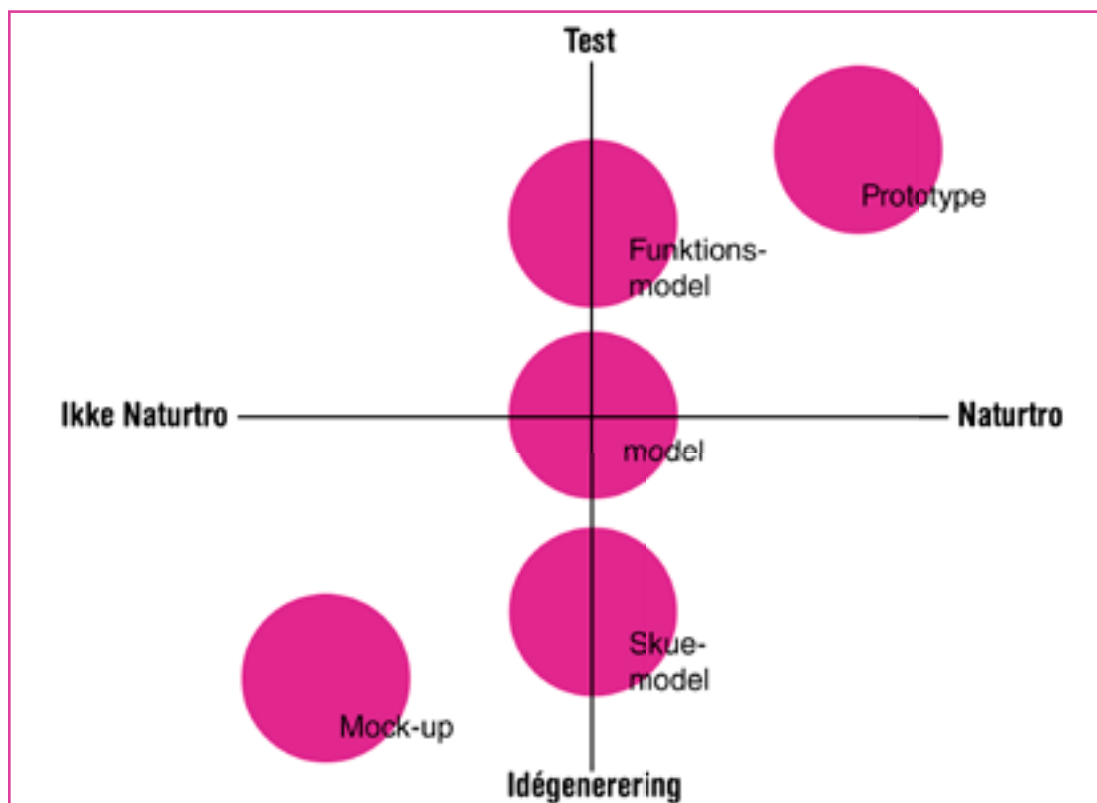 Test
Prototype
Funktions-
model
Ikke Naturtro
Naturtro
model
Skue-
model
Mock-up
Idégenerering